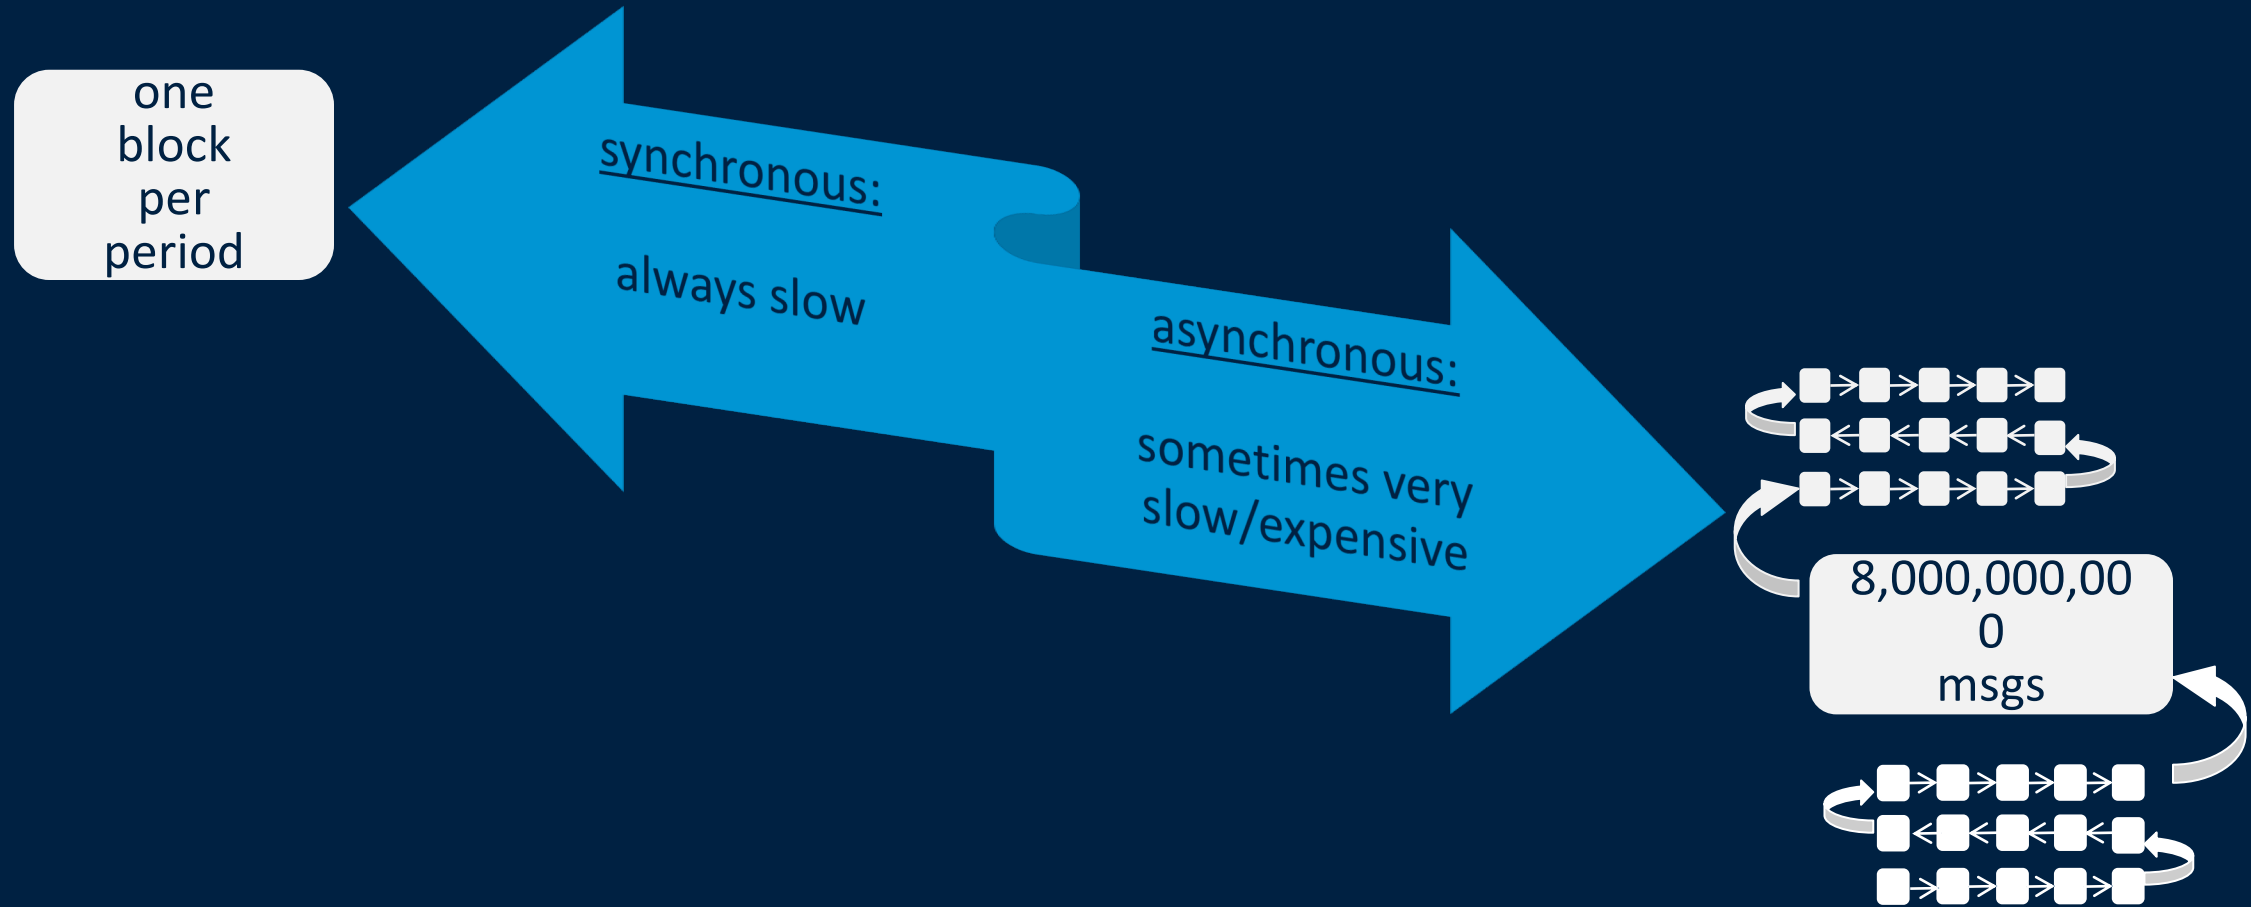 one
block
per
period
synchronous:
always slow
asynchronous:
sometimes very
slow/expensive
8,000,000,00
0
msgs